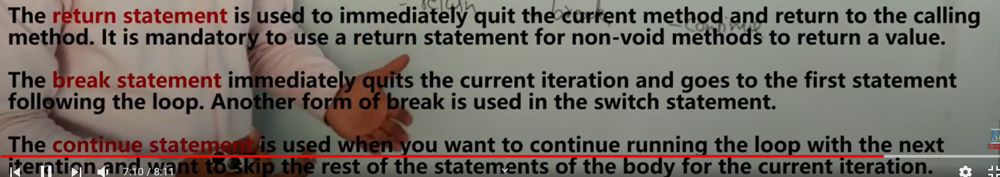 return
break,
- continue
The return statement is used to immediately quit the current method and return to the calling
method. It is mandatory to use a return statement for non-void methods to return a value.
The break statement immediately quits the current iteration and goes to the first statement
following the loop. Another form of break is used in the switch statement.
The continue statement is used when you want to continue running the loop with the next
iteration and want to skip the rest of the statements of the body for the current iteration.
7:10 / 8:11